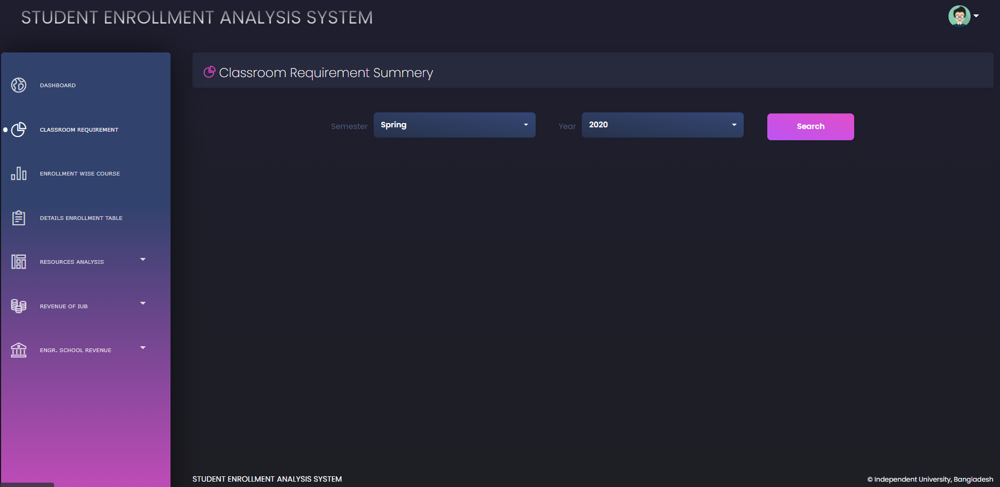 STUDENT ENROLLMENT ANALYSIS SYSTEM
DASHBOARD
CLASSROOM REQUIREMENT
ENROLLMENT WISE COURSE
DETAILS ENROLLMENT TABLE
RESOURCES ANALYSIS
REVENUE OF IUB
ENGR. SCHOOL REVENUE
Classroom Requirement Summery
Semester Spring Year 2020 Search
STUDENT ENROLLMENT ANALYSIS SYSTEM
© Independent University, Bangladesh